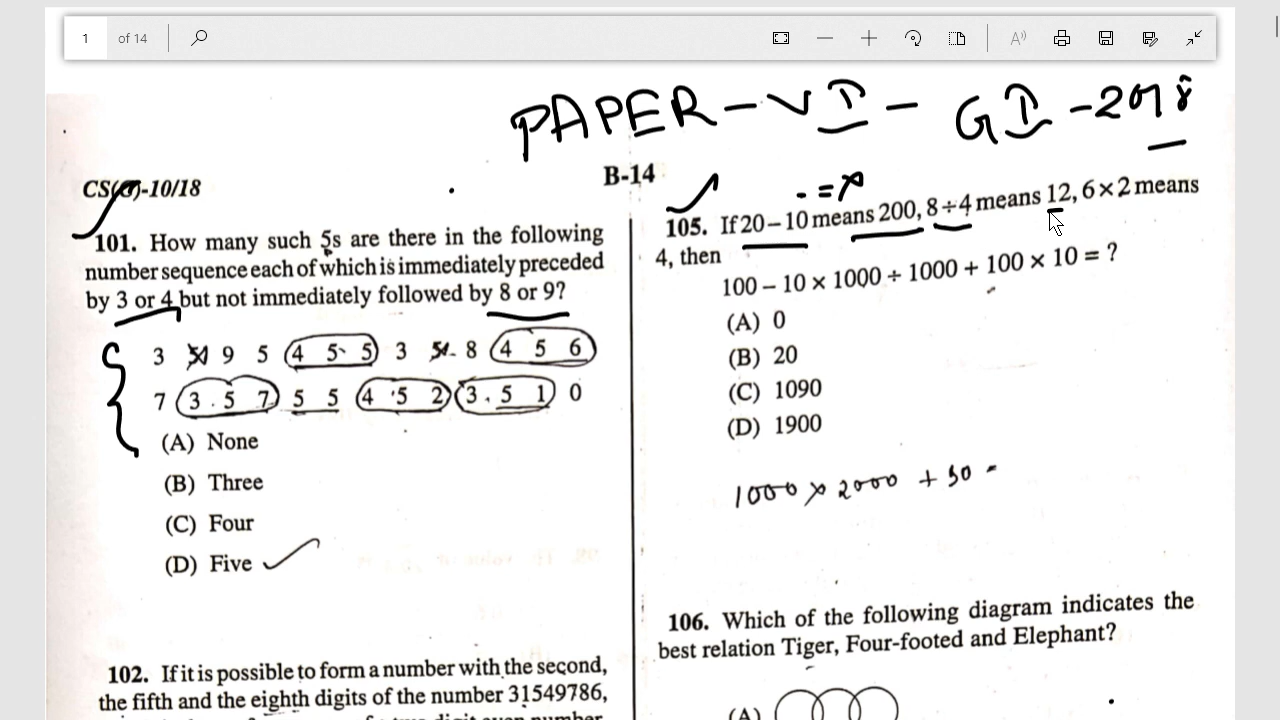 1 of 14
PAPER-VI- GI -2018
CS(C)-10/18
B-14
101. How many such 5s are there in the following
number sequence each of which is immediately preceded
by 3 or 4 but not immediately followed by 8 or 9?
3 5 9 5 4 5 5 3 5 8 4 5 6
7 3 5 7 5 5 4 5 2 3 5 1 0
(A) None
(B) Three
(C) Four
(D) Five
102. If it is possible to form a number with the second,
the fifth and the eighth digits of the number 31549786,
- = ×
105. If 20 – 10 means 200, 8 ÷ 4 means 12, 6 × 2 means
4, then
100 – 10 × 1000 ÷ 1000 + 100 × 10 = ?
(A) 0
(B) 20
(C) 1090
(D) 1900
1000 × 2000 + 50 -
106. Which of the following diagram indicates the
best relation Tiger, Four-footed and Elephant?
(A)